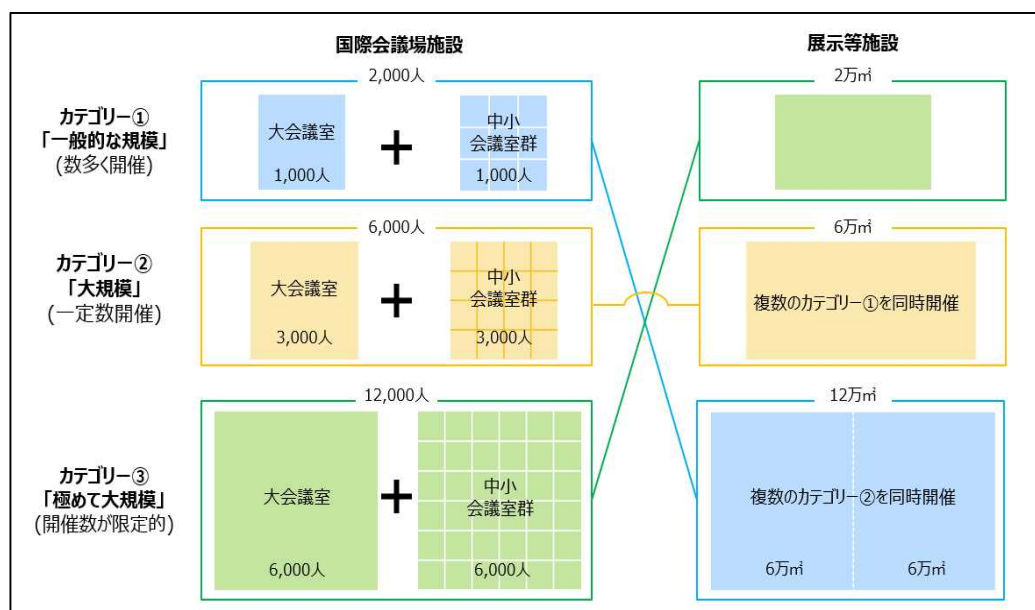 国際会議場施設
展示等施設
カテゴリー①
「一般的な規模」
(数多く開催)
2,000人
大会議室
1,000人
+
中小
会議室群
1,000人
2万㎡
カテゴリー②
「大規模」
(一定数開催)
6,000人
大会議室
3,000人
+
中小
会議室群
3,000人
6万㎡
複数のカテゴリー①を同時開催
カテゴリー③
「極めて大規模」
(開催数が限定的)
12,000人
大会議室
6,000人
+
中小
会議室群
6,000人
12万㎡
複数のカテゴリー②を同時開催
6万㎡
6万㎡